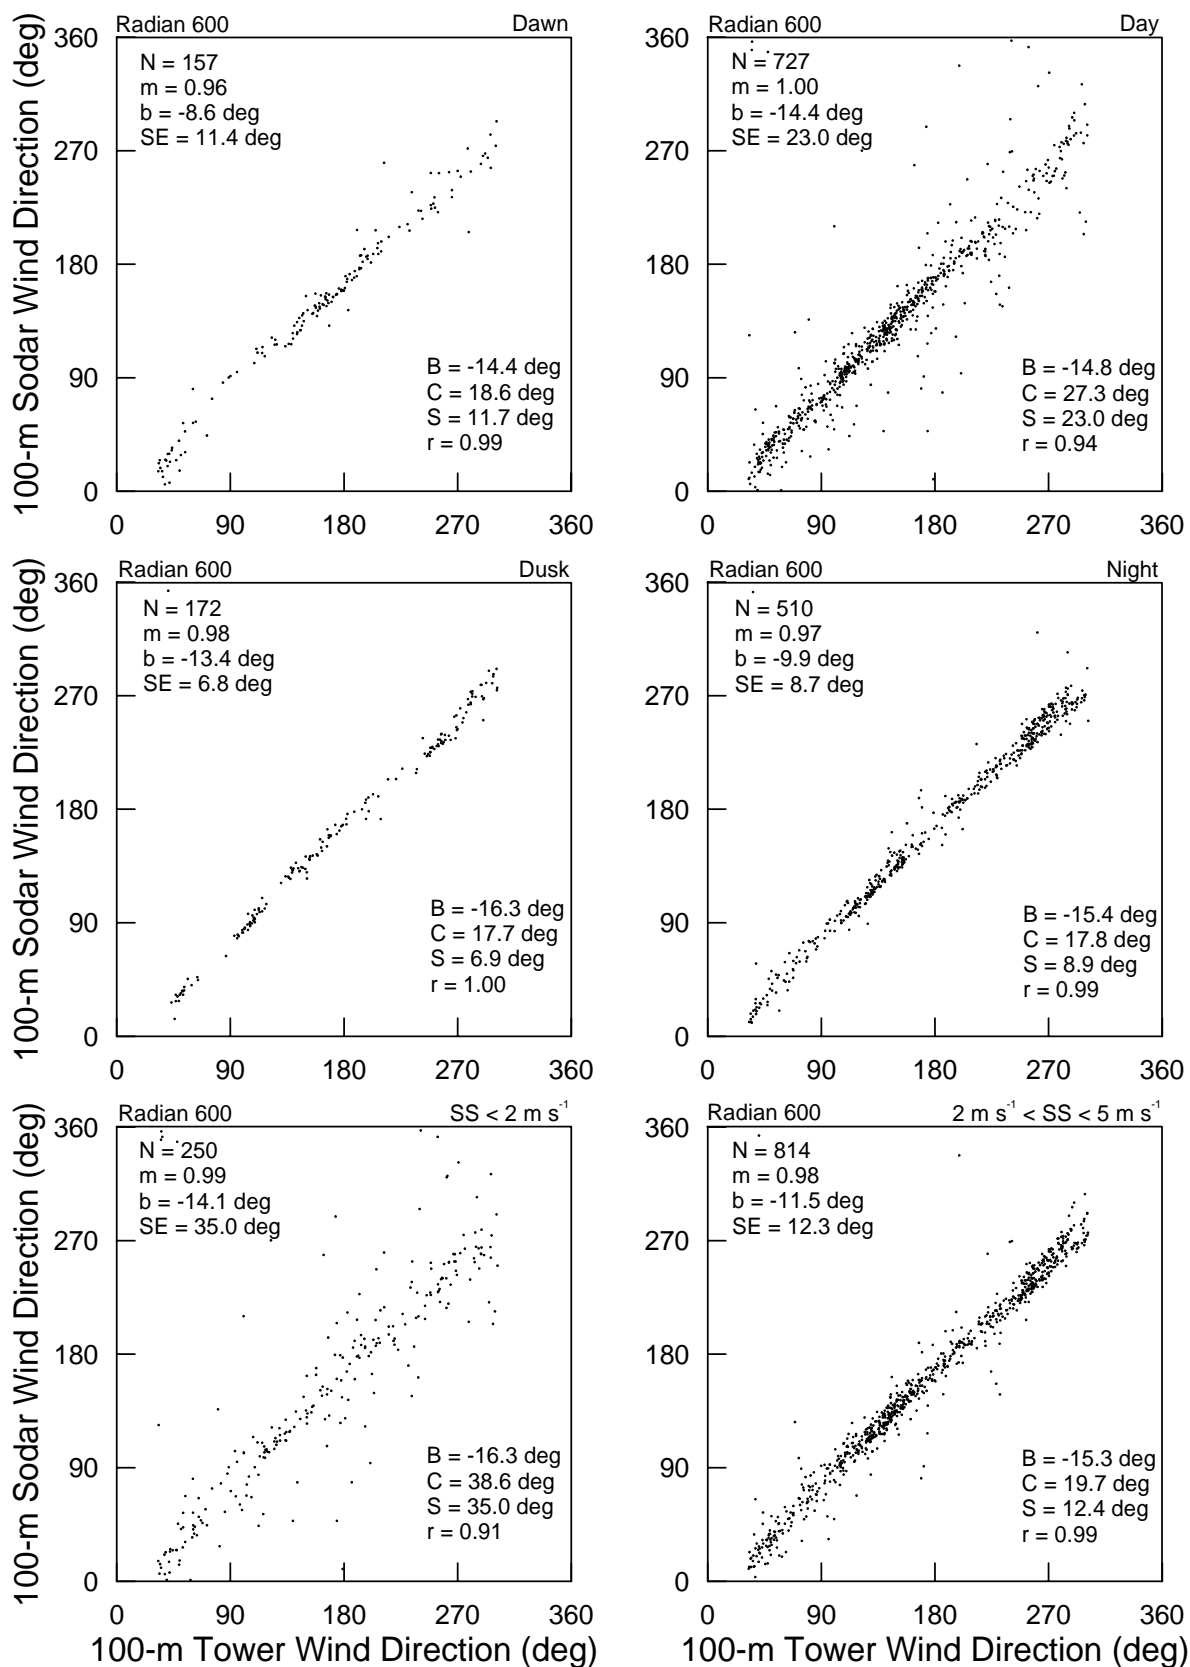 Radian 600 Dawn
100-m Sodar Wind Direction (deg)
360
270
180
90
0
N = 157
m = 0.96
b = -8.6 deg
SE = 11.4 deg
B = -14.4 deg
C = 18.6 deg
S = 11.7 deg
r = 0.99
0 90 180 270 360
Radian 600 Day
360
270
180
90
0
N = 727
m = 1.00
b = -14.4 deg
SE = 23.0 deg
B = -14.8 deg
C = 27.3 deg
S = 23.0 deg
r = 0.94
0 90 180 270 360
Radian 600 Dusk
100-m Sodar Wind Direction (deg)
360
270
180
90
0
N = 172
m = 0.98
b = -13.4 deg
SE = 6.8 deg
B = -16.3 deg
C = 17.7 deg
S = 6.9 deg
r = 1.00
0 90 180 270 360
Radian 600 Night
360
270
180
90
0
N = 510
m = 0.97
b = -9.9 deg
SE = 8.7 deg
B = -15.4 deg
C = 17.8 deg
S = 8.9 deg
r = 0.99
0 90 180 270 360
Radian 600 SS < 2 m s⁻¹
100-m Sodar Wind Direction (deg)
360
270
180
90
0
N = 250
m = 0.99
b = -14.1 deg
SE = 35.0 deg
B = -16.3 deg
C = 38.6 deg
S = 35.0 deg
r = 0.91
0 90 180 270 360
100-m Tower Wind Direction (deg)
Radian 600 2 m s⁻¹ < SS < 5 m s⁻¹
360
270
180
90
0
N = 814
m = 0.98
b = -11.5 deg
SE = 12.3 deg
B = -15.3 deg
C = 19.7 deg
S = 12.4 deg
r = 0.99
0 90 180 270 360
100-m Tower Wind Direction (deg)